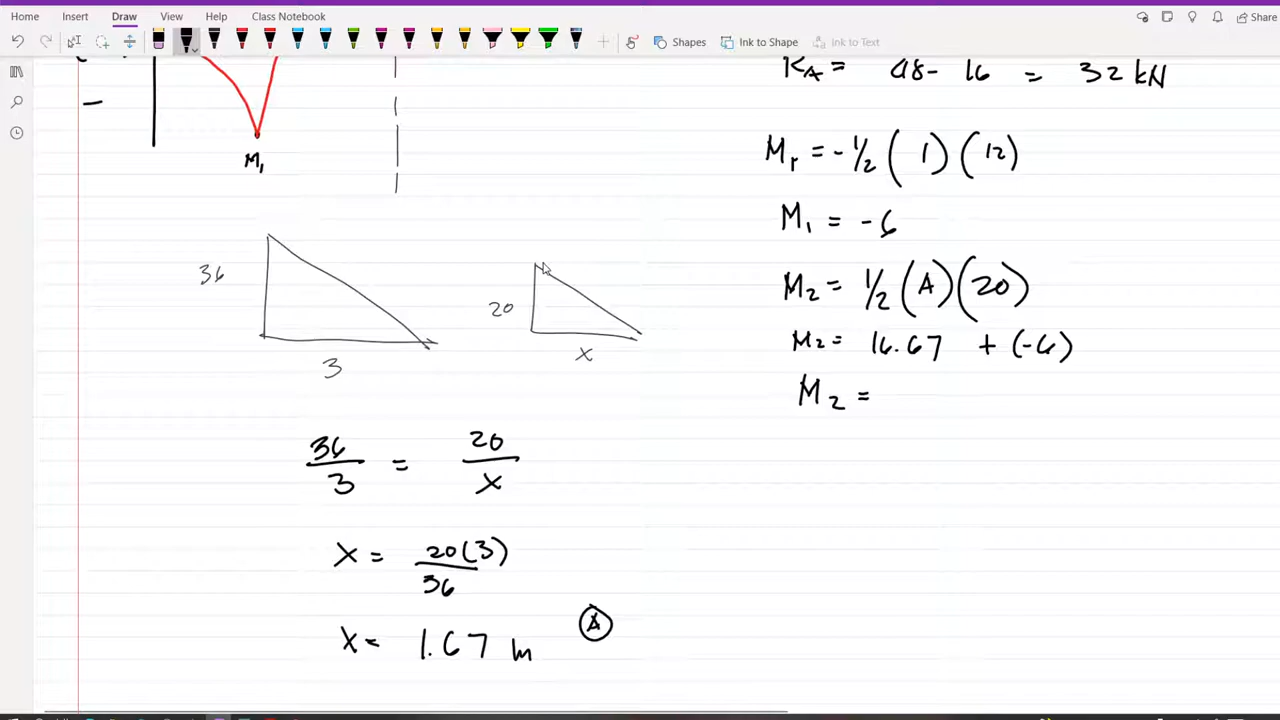 Home Insert Draw View Help Class Notebook Share
Shapes Ink to Shape Ink to Text
RA = 48 - 16 = 32 kN
−
M1
M1 = -1/2 (1) (12)
M1 = -6
36
3
20
x
M2 = 1/2 (A) (20)
M2 = 16.67 + (-6)
M2 =
36/3 = 20/x
x = 20(3)/36
x = 1.67 m
A